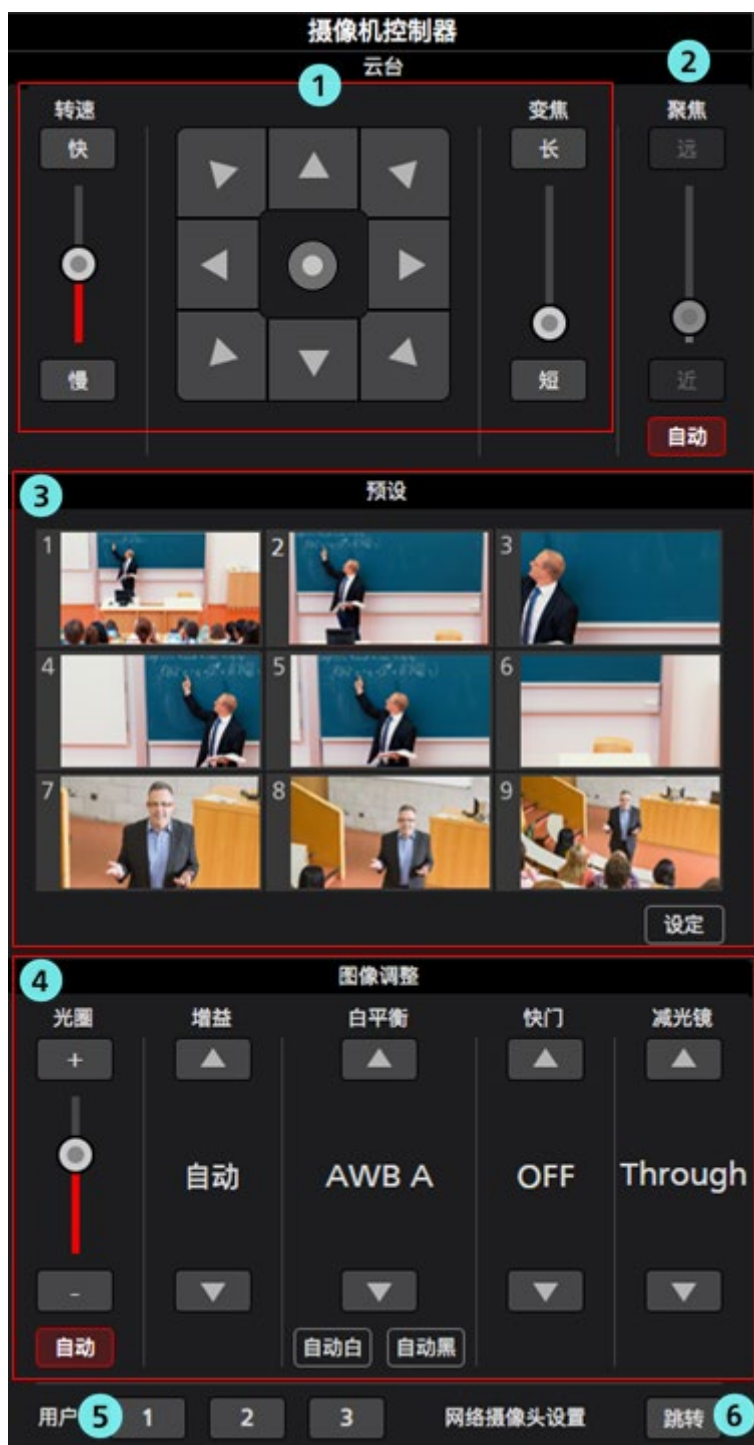 摄像机控制器
云台
1
2
转速
变焦
聚焦
快
长
远
慢
短
近
自动
3
预设
1
2
3
4
5
6
7
8
9
设定
4
图像调整
光圈
增益
白平衡
快门
减光镜
+
自动
AWB A
OFF
Through
-
自动
自动白
自动黑
用户
5
1
2
3
网络摄像头设置
跳转
6